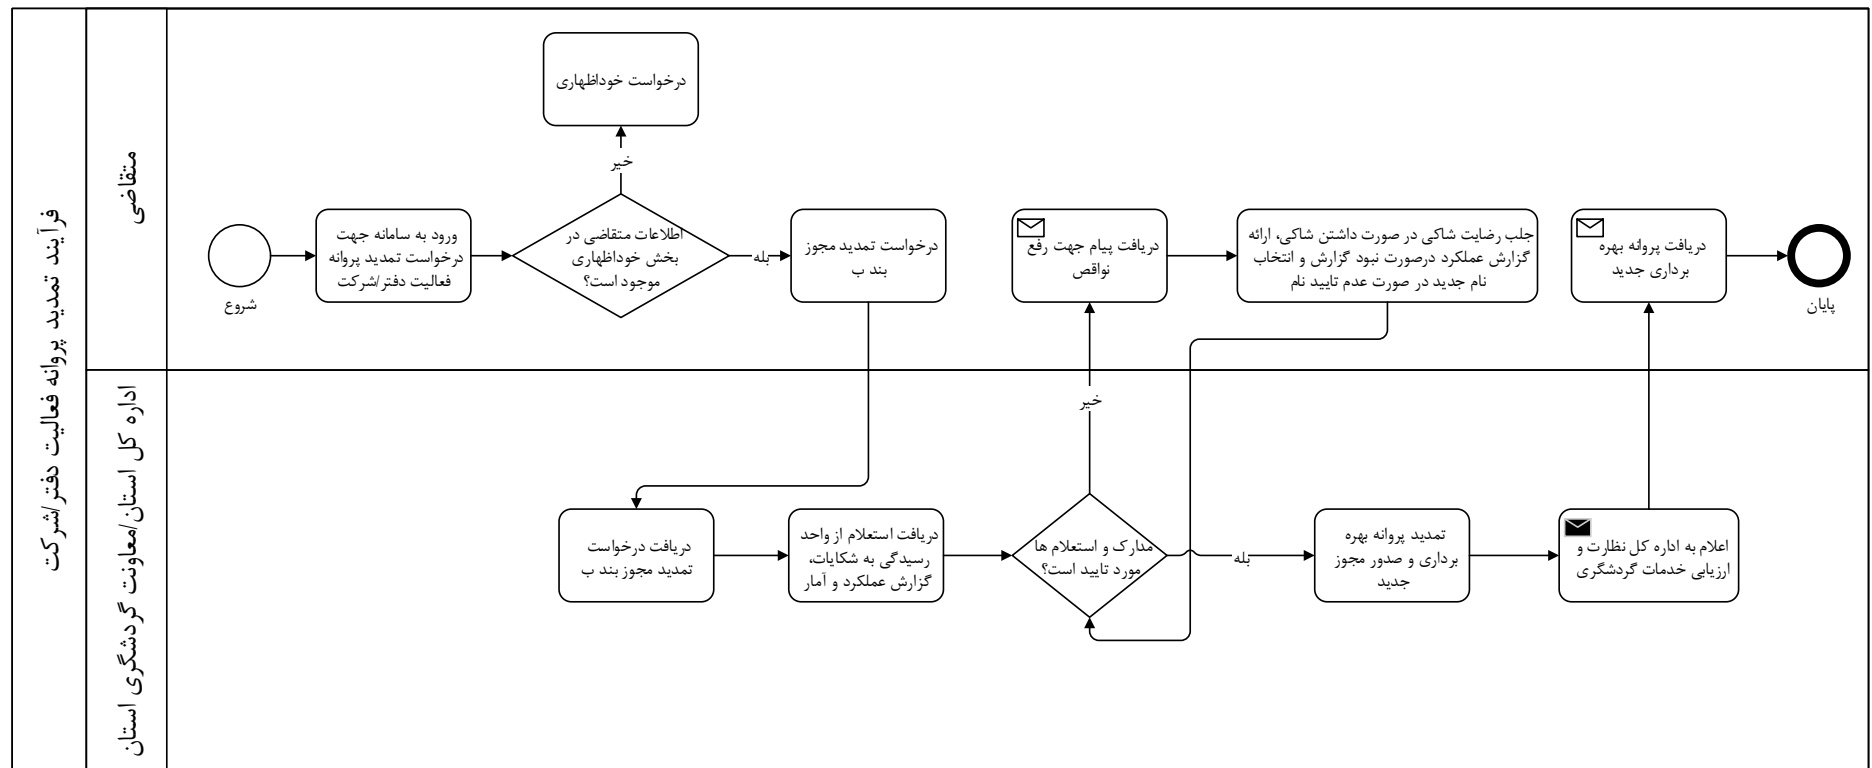 فرآیند تمدید پروانه فعالیت دفتر/شرکت
متقاضی
درخواست خوداظهاری
خیر
شروع
ورود به سامانه جهت
درخواست تمدید پروانه
فعالیت دفتر/شرکت
اطلاعات متقاضی در
بخش خوداظهاری
موجود است؟
بله
درخواست تمدید مجوز
بند ب
دریافت پیام جهت رفع
نواقص
جلب رضایت شاکی در صورت داشتن شاکی، ارائه
گزارش عملکرد درصورت نبود گزارش و انتخاب
نام جدید در صورت عدم تایید نام
دریافت پروانه بهره
برداری جدید
پایان
اداره کل استان/معاونت گردشگری استان
خیر
دریافت درخواست
تمدید مجوز بند ب
دریافت استعلام از واحد
رسیدگی به شکایات،
گزارش عملکرد و آمار
مدارک و استعلام ها
مورد تایید است؟
بله
تمدید پروانه بهره
برداری و صدور مجوز
جدید
اعلام به اداره کل نظارت و
ارزیابی خدمات گردشگری